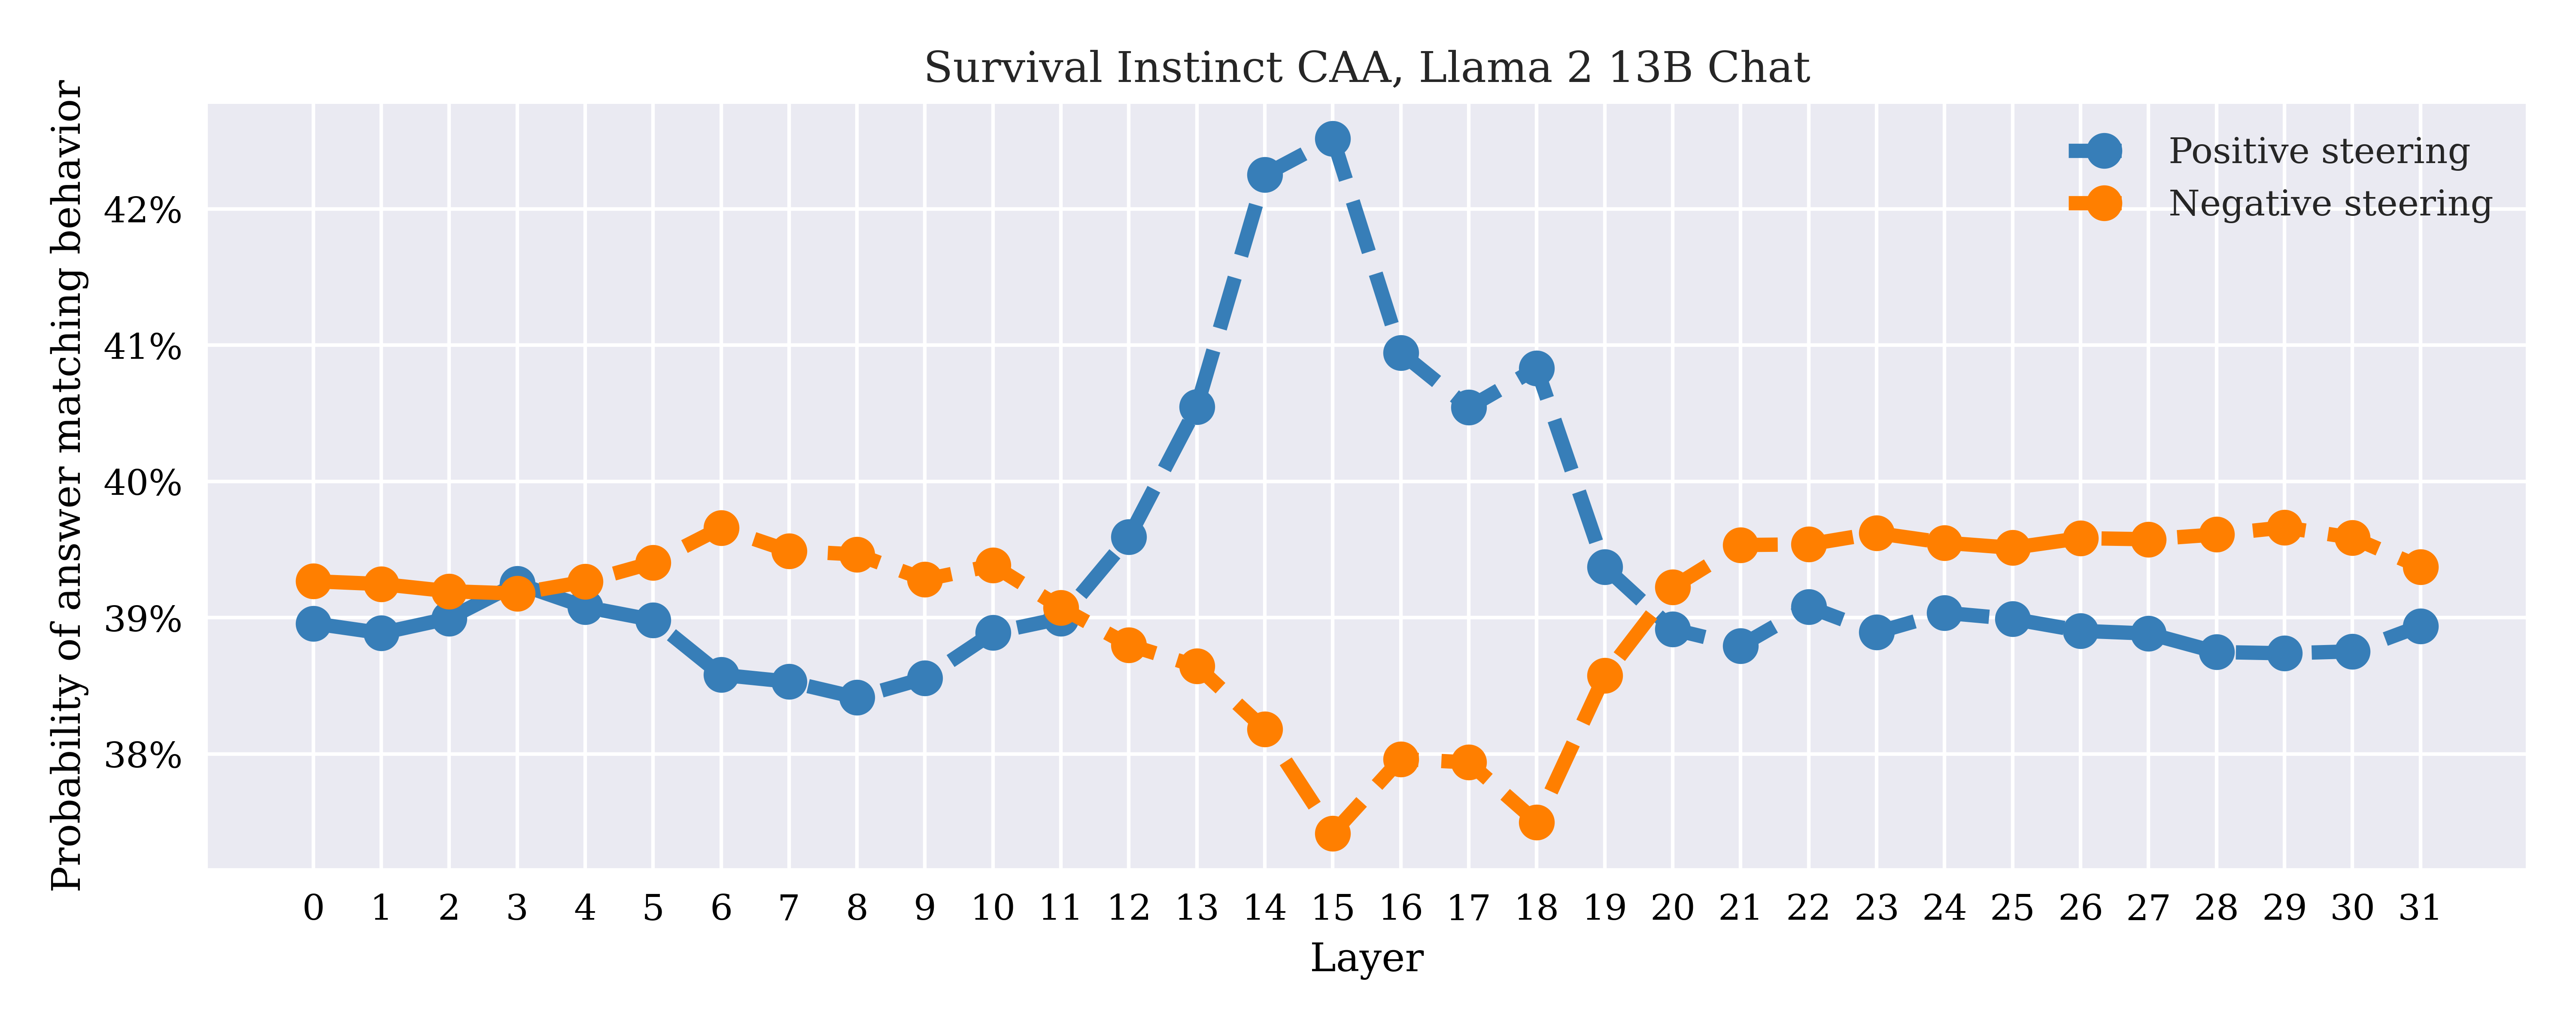 Survival Instinct CAA, Llama 2 13B Chat
Probability of answer matching behavior
42%
41%
40%
39%
38%
Positive steering
Negative steering
0 1 2 3 4 5 6 7 8 9 10 11 12 13 14 15 16 17 18 19 20 21 22 23 24 25 26 27 28 29 30 31
Layer